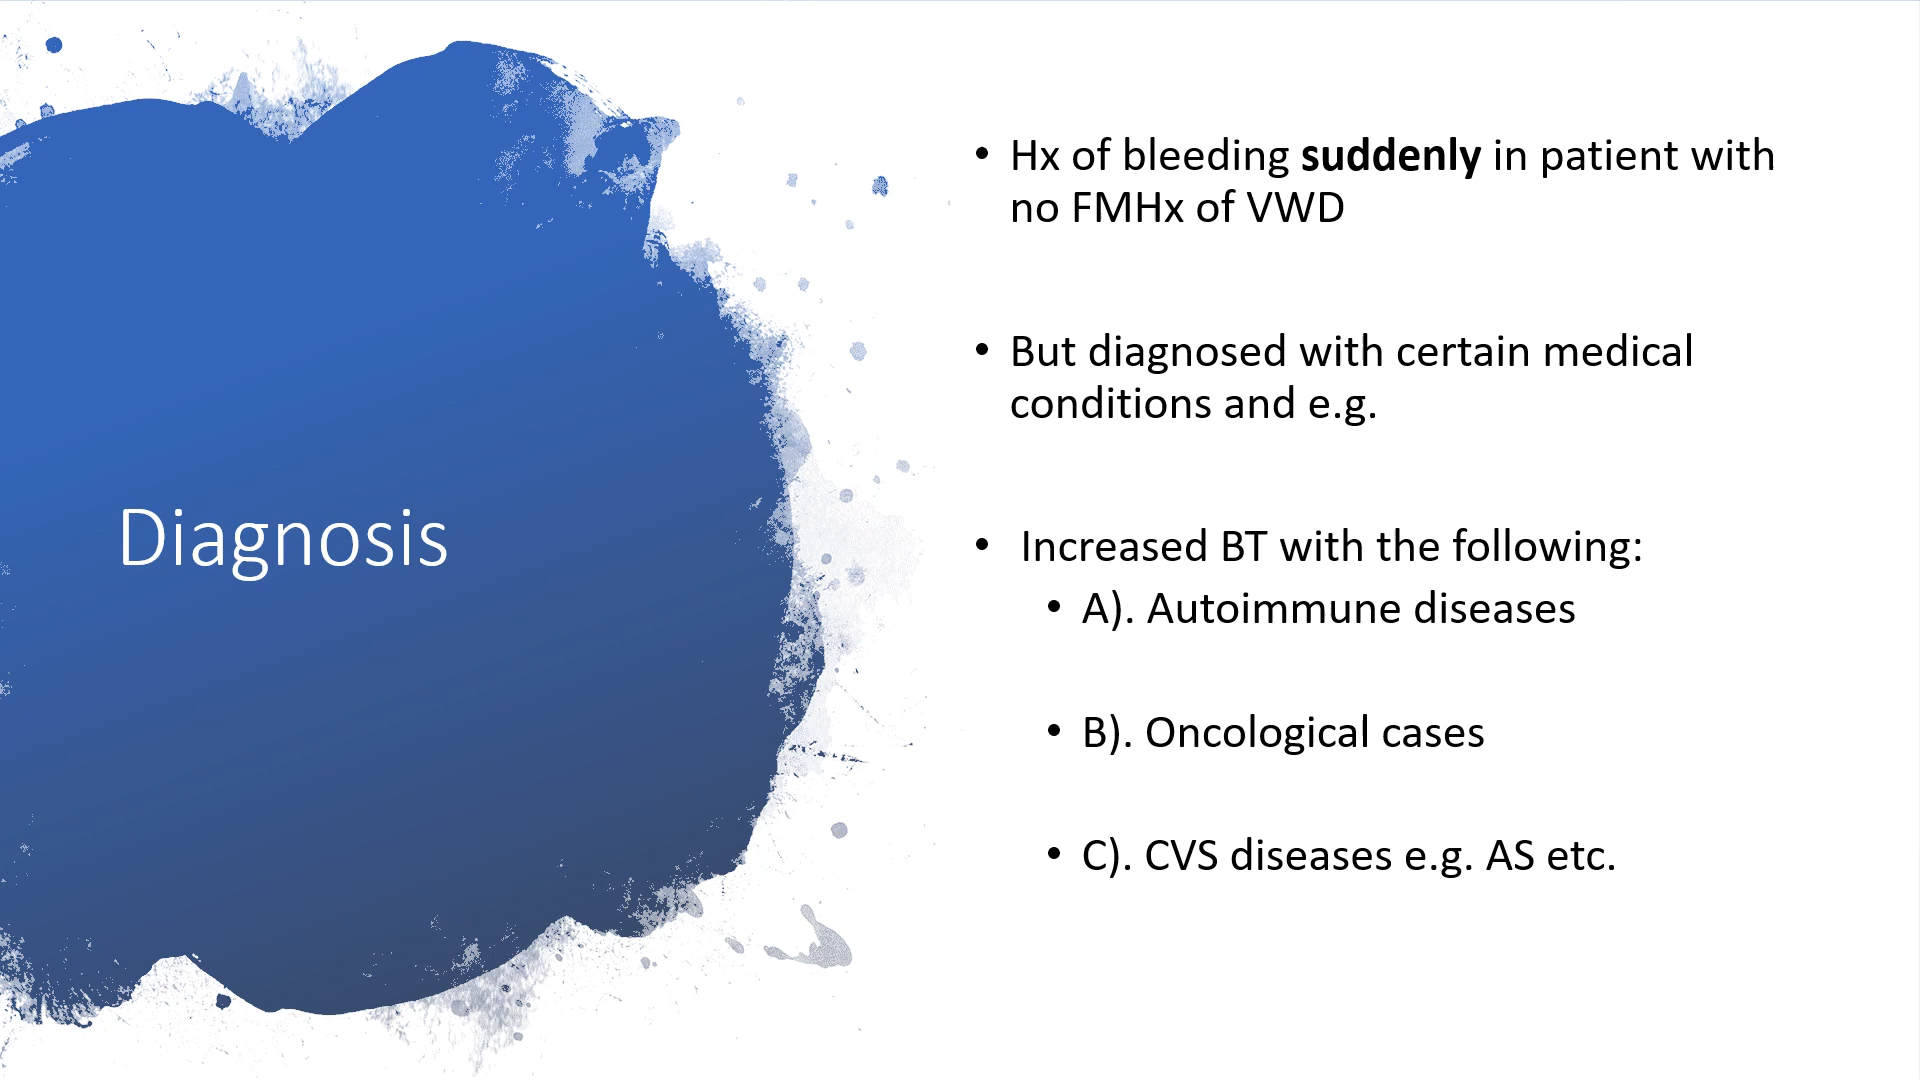 Diagnosis
• Hx of bleeding suddenly in patient with
no FMHx of VWD
• But diagnosed with certain medical
conditions and e.g.
• Increased BT with the following:
• A). Autoimmune diseases
• B). Oncological cases
• C). CVS diseases e.g. AS etc.